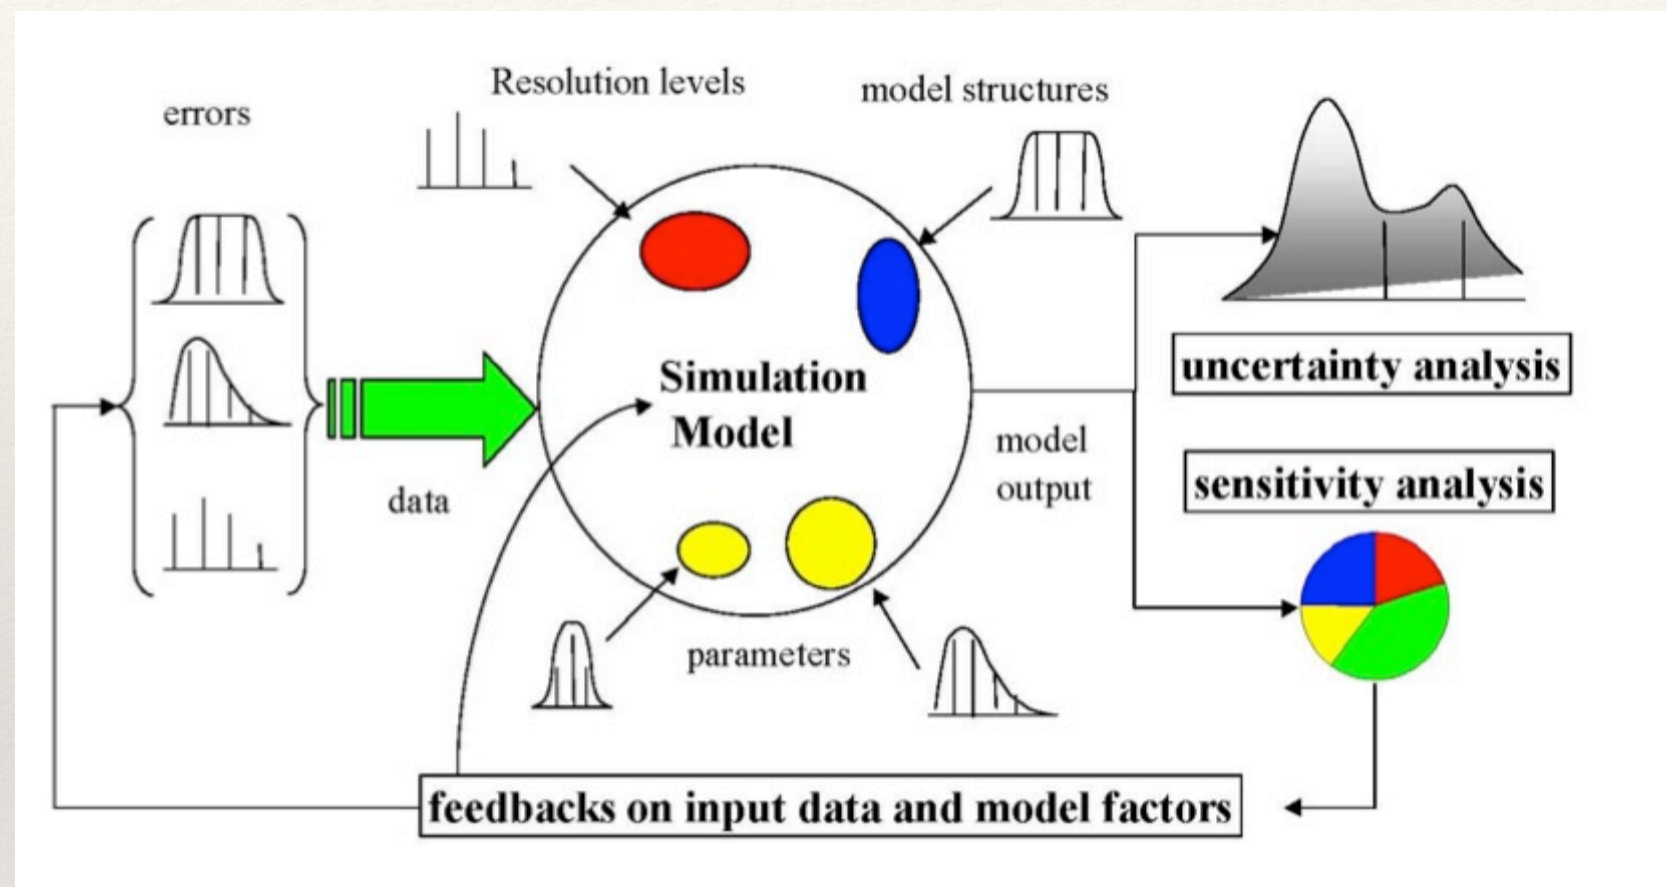 errors
Resolution levels
model structures
data
Simulation
Model
parameters
model
output
uncertainty analysis
sensitivity analysis
feedbacks on input data and model factors